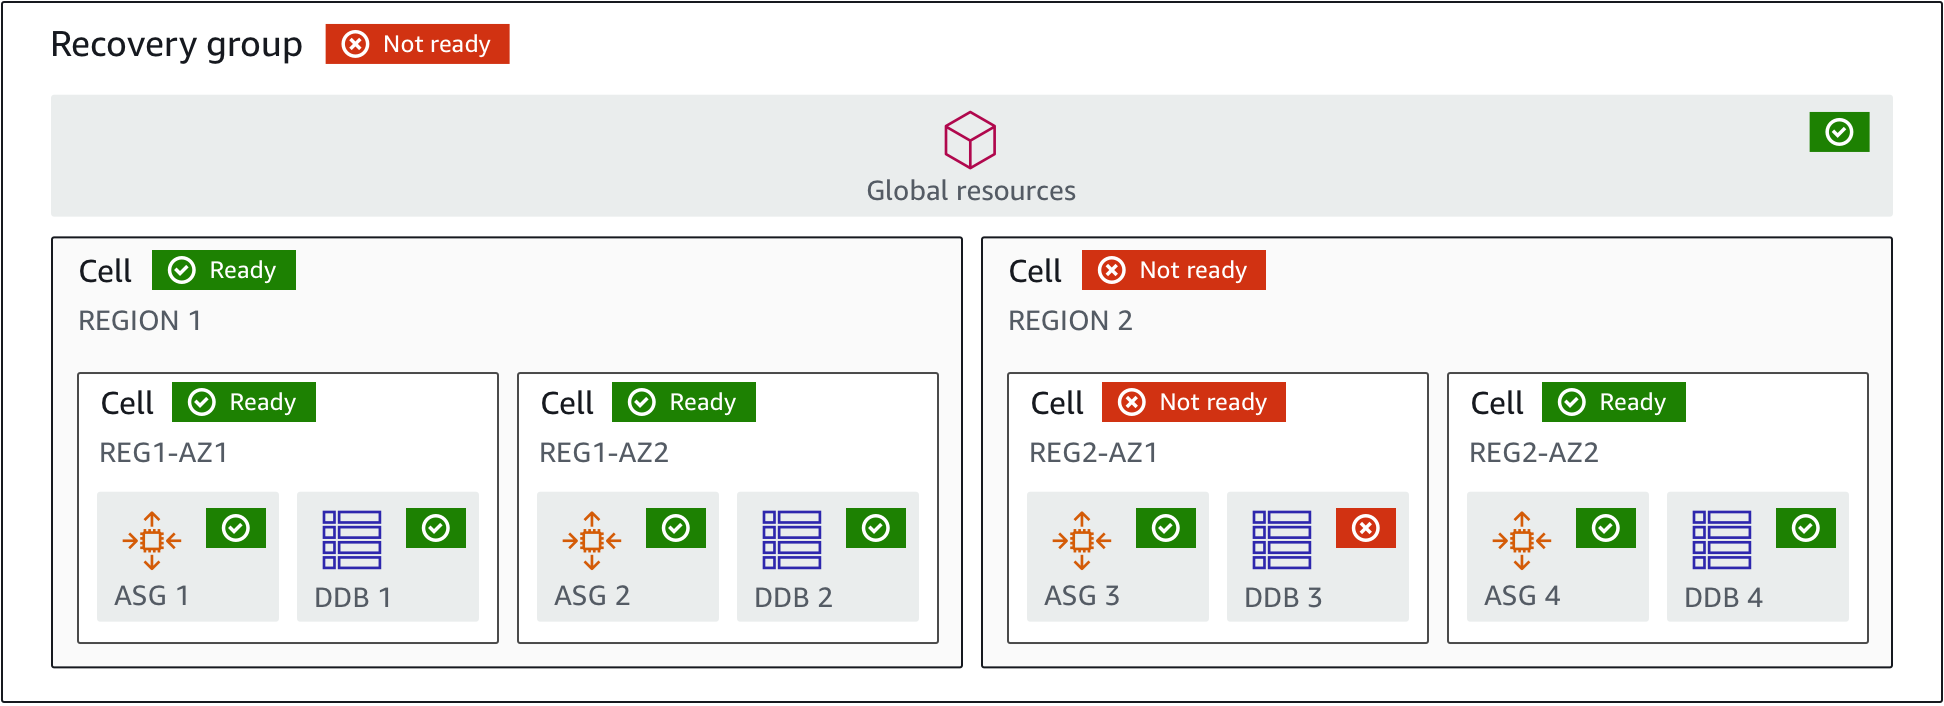 Recovery group Not ready
Global resources
Cell Ready
REGION 1
Cell Ready
REG1-AZ1
ASG 1
DDB 1
Cell Ready
REG1-AZ2
ASG 2
DDB 2
Cell Not ready
REGION 2
Cell Not ready
REG2-AZ1
ASG 3
DDB 3
Cell Ready
REG2-AZ2
ASG 4
DDB 4